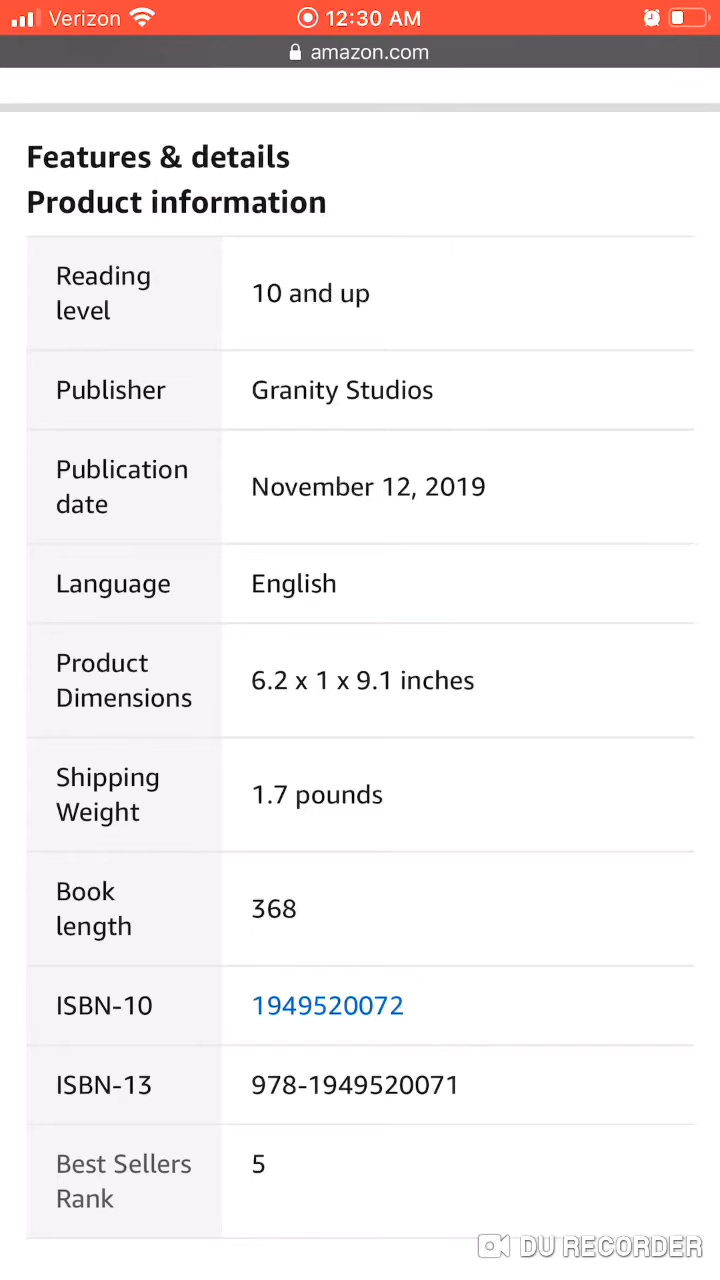 Verizon 12:30 AM
amazon.com
Features & details
Product information
Reading level 10 and up
Publisher Granity Studios
Publication date November 12, 2019
Language English
Product Dimensions 6.2 x 1 x 9.1 inches
Shipping Weight 1.7 pounds
Book length 368
ISBN-10 1949520072
ISBN-13 978-1949520071
Best Sellers Rank 5
DU RECORDER